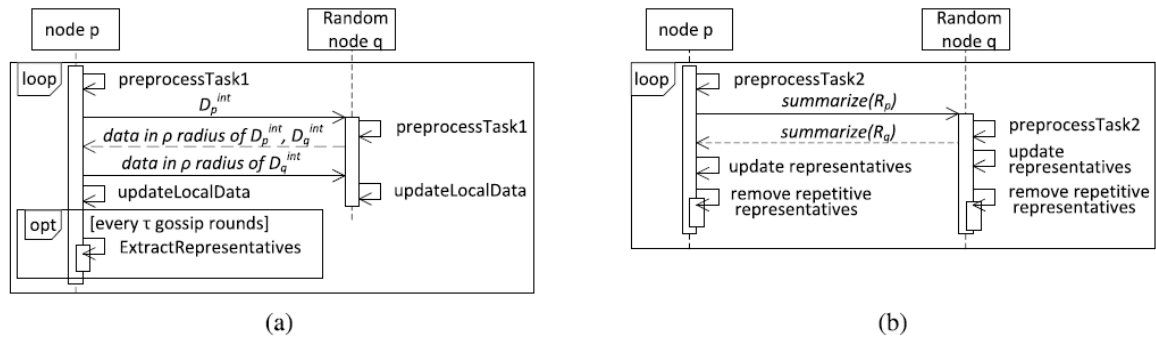 node p
Random
node q
loop
preprocessTask1
D_p^int
preprocessTask1
data in ρ radius of D_p^int, D_q^int
data in ρ radius of D_q^int
updateLocalData
updateLocalData
opt
[every τ gossip rounds]
ExtractRepresentatives
(a)
node p
Random
node q
loop
preprocessTask2
summarize(R_p)
preprocessTask2
summarize(R_q)
update representatives
update
representatives
remove repetitive
representatives
remove repetitive
representatives
(b)